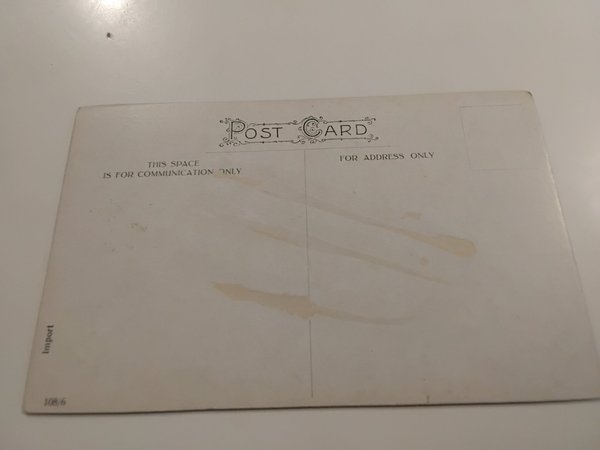 POST CARD
THIS SPACE
IS FOR COMMUNICATION ONLY
FOR ADDRESS ONLY
Import
108/6